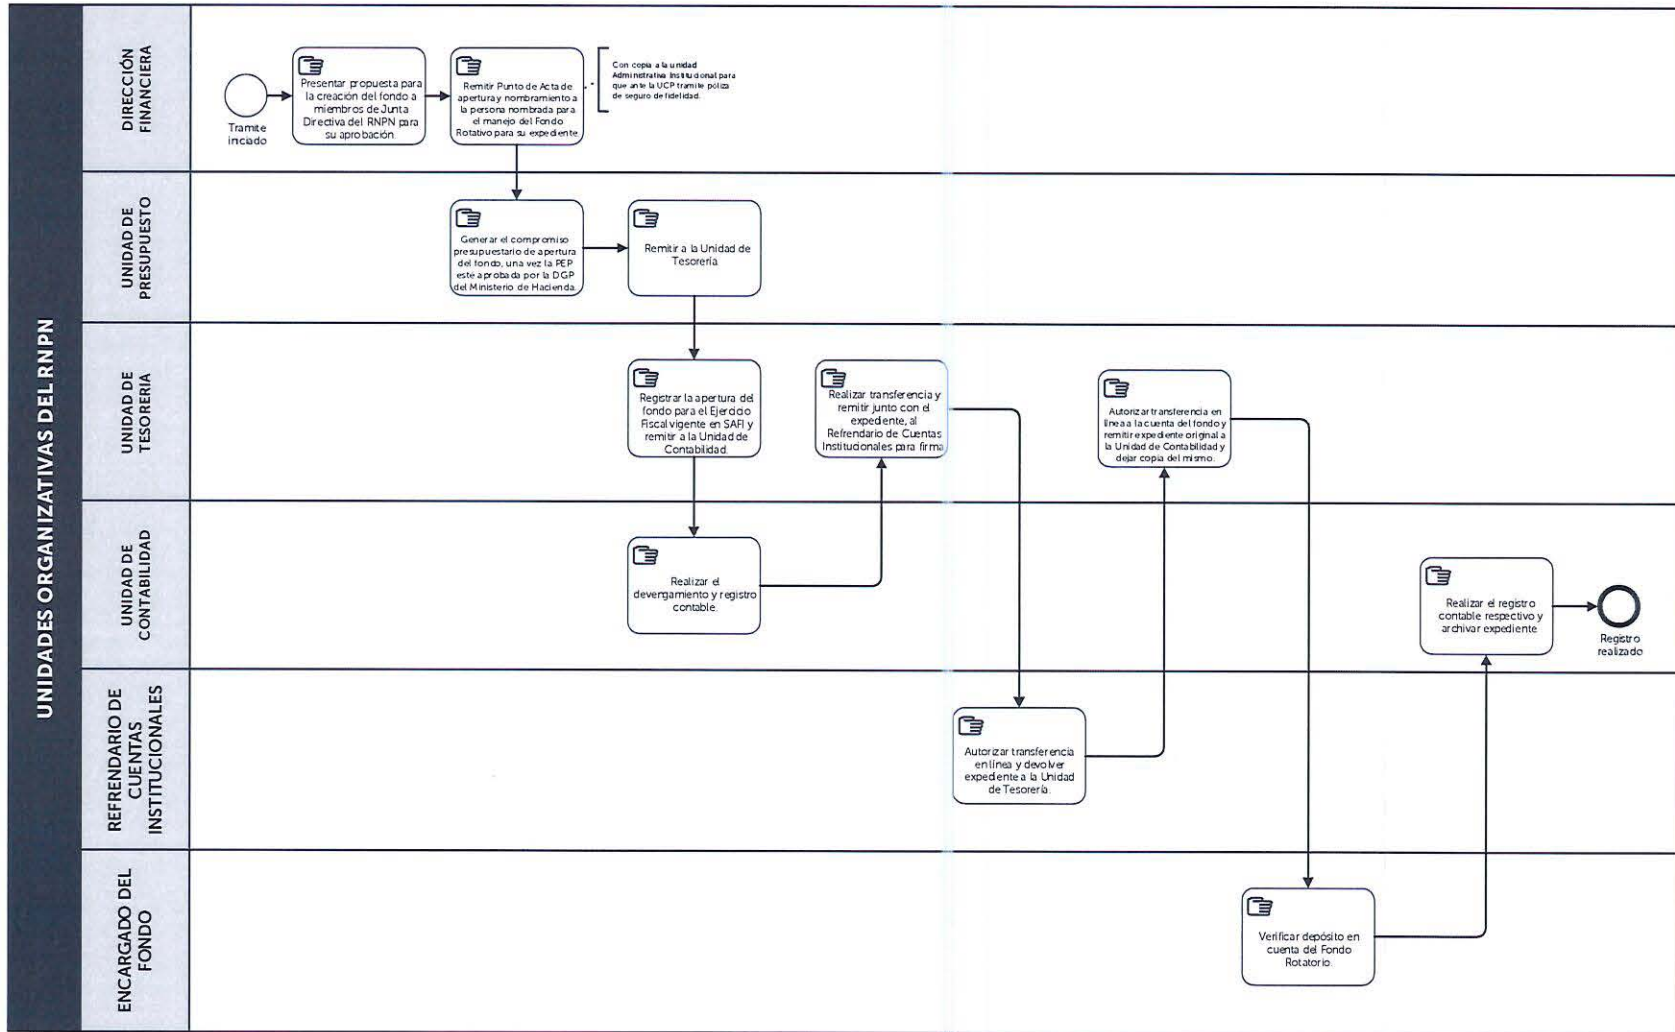 UNIDADES ORGANIZATIVAS DEL RNPN
DIRECCIÓN
FINANCIERA
Tramite
iniciado
Presentar propuesta para
la creación del fondo a
miembros de Junta
Directiva del RNPN para
su aprobación.
Remitir Punto de Acta de
apertura y nombramiento a
la persona nombrada para
el manejo del Fondo
Rotativo para su expediente
Con copia a la unidad
Administrativa Institucional para
que ante la UCP tramite póliza
de seguro de fidelidad.
UNIDAD DE
PRESUPUESTO
Generar el compromiso
presupuestario de apertura
del fondo, una vez la PEP
esté aprobada por la DGP
del Ministerio de Hacienda.
Remitir a la Unidad de
Tesorería.
UNIDAD DE
TESORERIA
Registrar la apertura del
fondo para el Ejercicio
Fiscal vigente en SAFI y
remitir a la Unidad de
Contabilidad.
Realizar transferencia y
remitir junto con el
expediente, al
Refrendario de Cuentas
Institucionales para firma
Autorizar transferencia en
línea a la cuenta del fondo y
remitir expediente original a
la Unidad de Contabilidad y
dejar copia del mismo.
UNIDAD DE
CONTABILIDAD
Realizar el
devengamiento y registro
contable.
Realizar el registro
contable respectivo y
archivar expediente
Registro
realizado
REFRENDARIO DE
CUENTAS
INSTITUCIONALES
Autorizar transferencia
en línea y devolver
expediente a la Unidad
de Tesorería.
ENCARGADO DEL
FONDO
Verificar depósito en
cuenta del Fondo
Rotatorio.